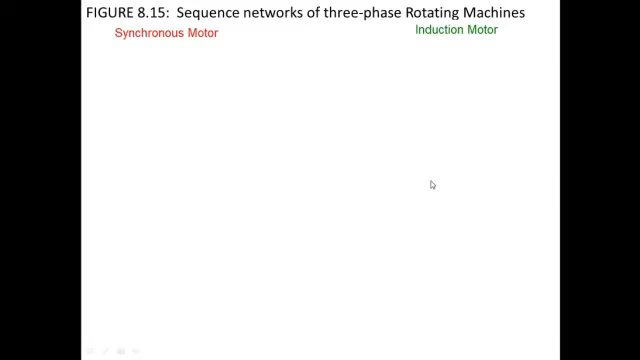 FIGURE 8.15: Sequence networks of three-phase Rotating Machines
Synchronous Motor
Induction Motor